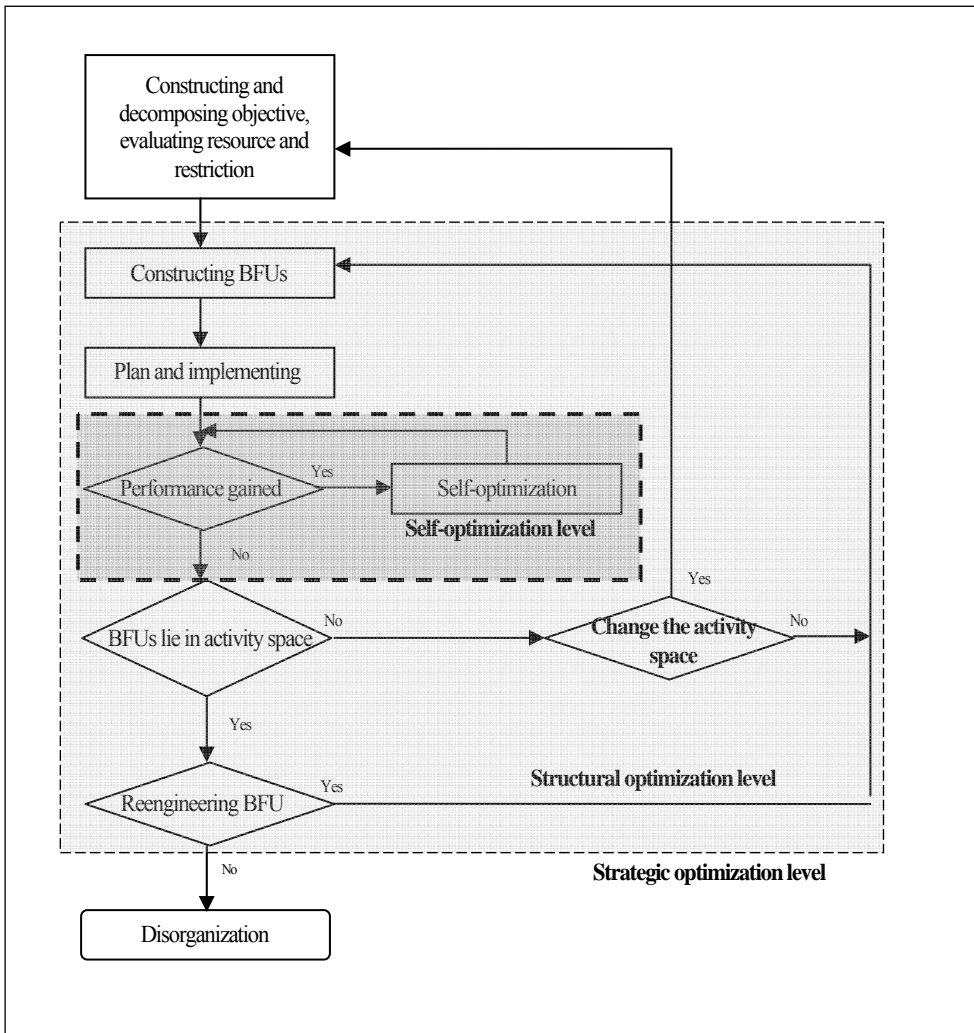 Constructing and
decomposing objective,
evaluating resource and
restriction
Constructing BFUs
Plan and implementing
Performance gained
Yes
Self-optimization
Self-optimization level
No
BFUs lie in activity space
No
Yes
Change the activity
space
No
Yes
Reengineering BFU
Yes
Structural optimization level
No
Strategic optimization level
Disorganization